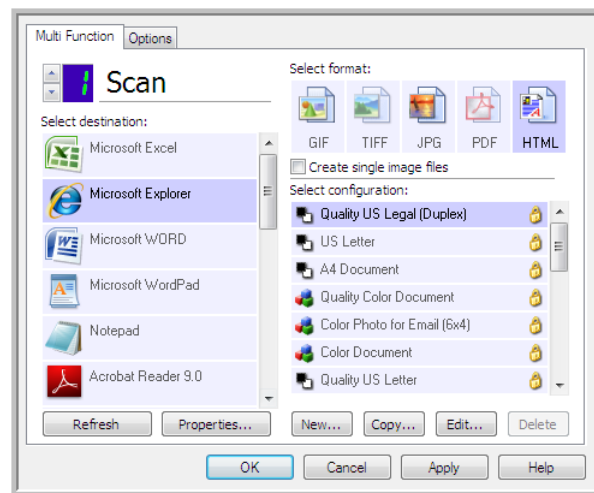 Multi Function Options
1 Scan
Select destination:
Microsoft Excel
Microsoft Explorer
Microsoft WORD
Microsoft WordPad
Notepad
Acrobat Reader 9.0
Refresh Properties...
Select format:
GIF TIFF JPG PDF HTML
Create single image files
Select configuration:
Quality US Legal (Duplex)
US Letter
A4 Document
Quality Color Document
Color Photo for Email (6x4)
Color Document
Quality US Letter
New... Copy... Edit... Delete
OK Cancel Apply Help